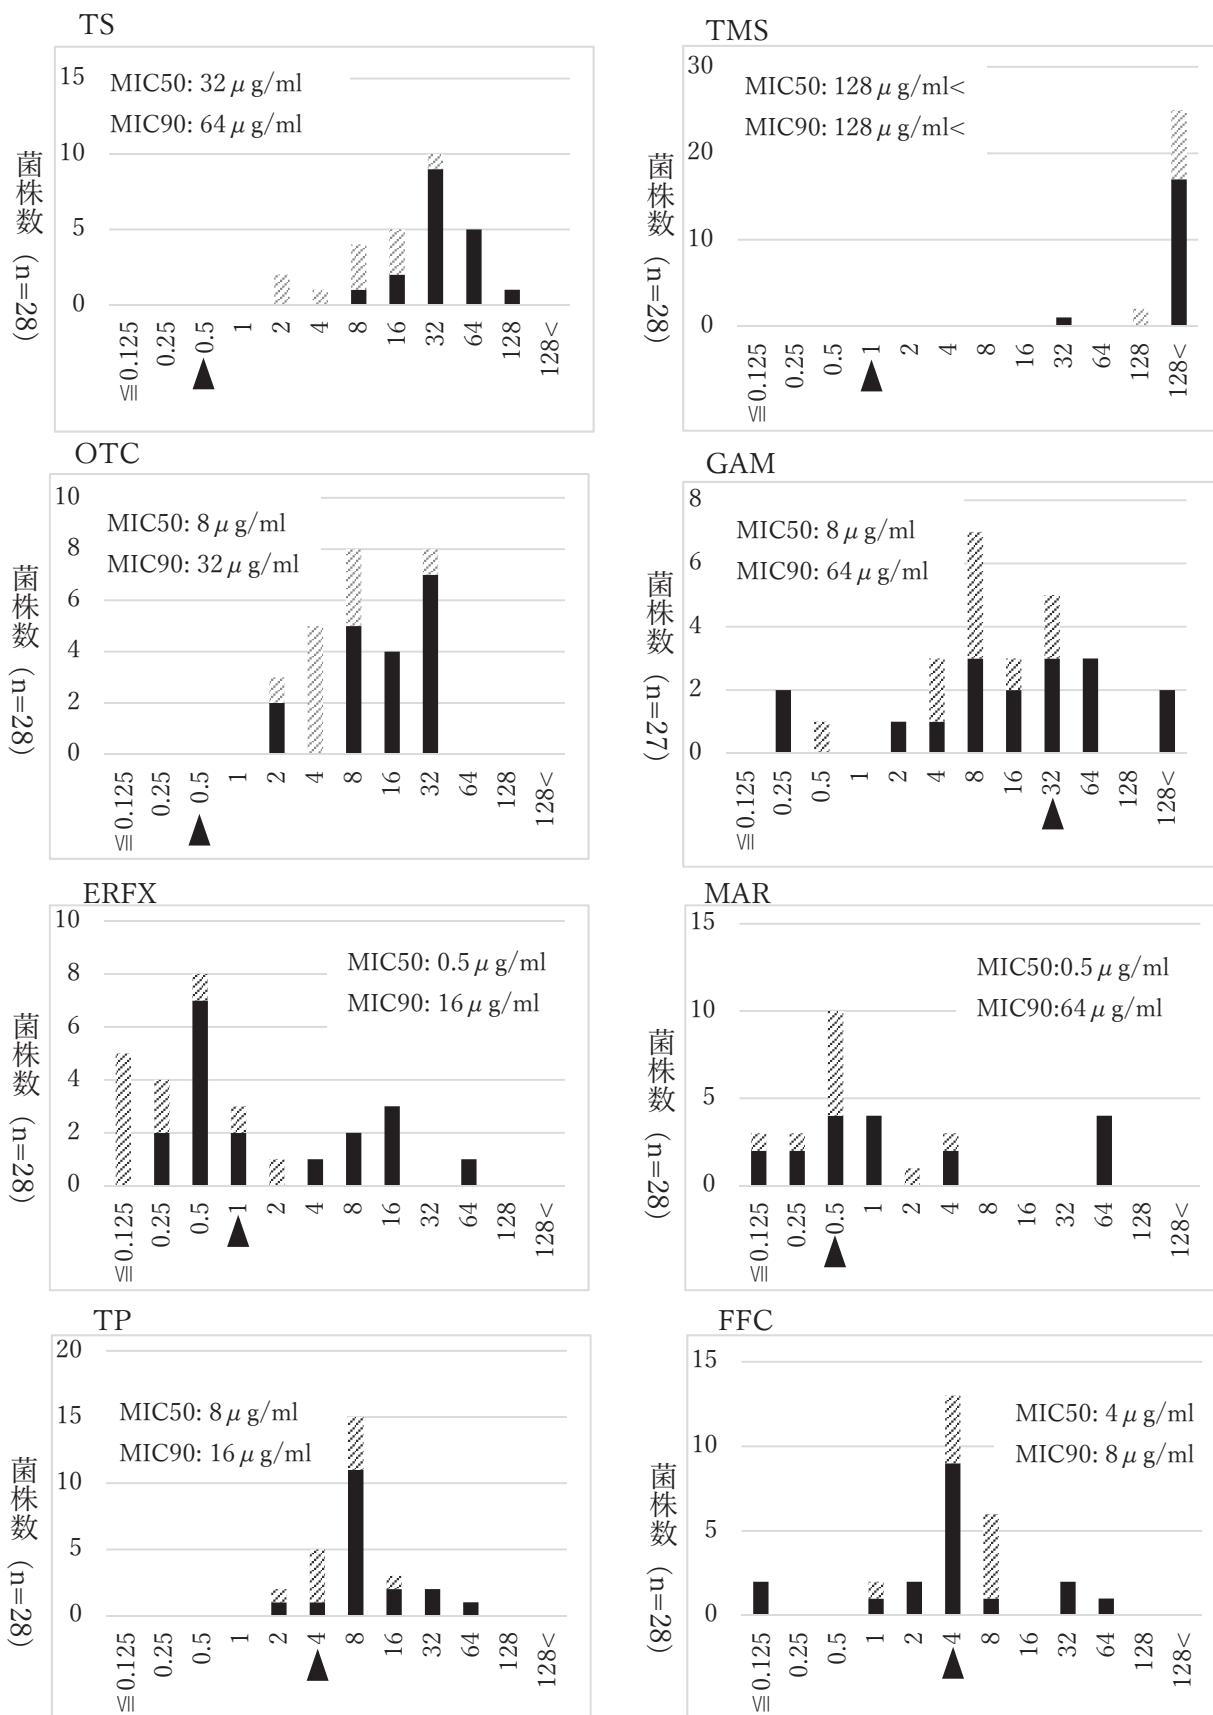 TS
MIC50: 32 μ g/ml
MIC90: 64 μ g/ml
15
10
5
0
菌株数 (n=28)
≦0.125 0.25 0.5 1 2 4 8 16 32 64 128 128<
TMS
MIC50: 128 μ g/ml<
MIC90: 128 μ g/ml<
30
20
10
0
菌株数 (n=28)
≦0.125 0.25 0.5 1 2 4 8 16 32 64 128 128<
OTC
MIC50: 8 μ g/ml
MIC90: 32 μ g/ml
10
8
6
4
2
0
菌株数 (n=28)
≦0.125 0.25 0.5 1 2 4 8 16 32 64 128 128<
GAM
MIC50: 8 μ g/ml
MIC90: 64 μ g/ml
8
6
4
2
0
菌株数 (n=27)
≦0.125 0.25 0.5 1 2 4 8 16 32 64 128 128<
ERFX
MIC50: 0.5 μ g/ml
MIC90: 16 μ g/ml
10
8
6
4
2
0
菌株数 (n=28)
≦0.125 0.25 0.5 1 2 4 8 16 32 64 128 128<
MAR
MIC50:0.5 μ g/ml
MIC90:64 μ g/ml
15
10
5
0
菌株数 (n=28)
≦0.125 0.25 0.5 1 2 4 8 16 32 64 128 128<
TP
MIC50: 8 μ g/ml
MIC90: 16 μ g/ml
20
15
10
5
0
菌株数 (n=28)
≦0.125 0.25 0.5 1 2 4 8 16 32 64 128 128<
FFC
MIC50: 4 μ g/ml
MIC90: 8 μ g/ml
15
10
5
0
菌株数 (n=28)
≦0.125 0.25 0.5 1 2 4 8 16 32 64 128 128<